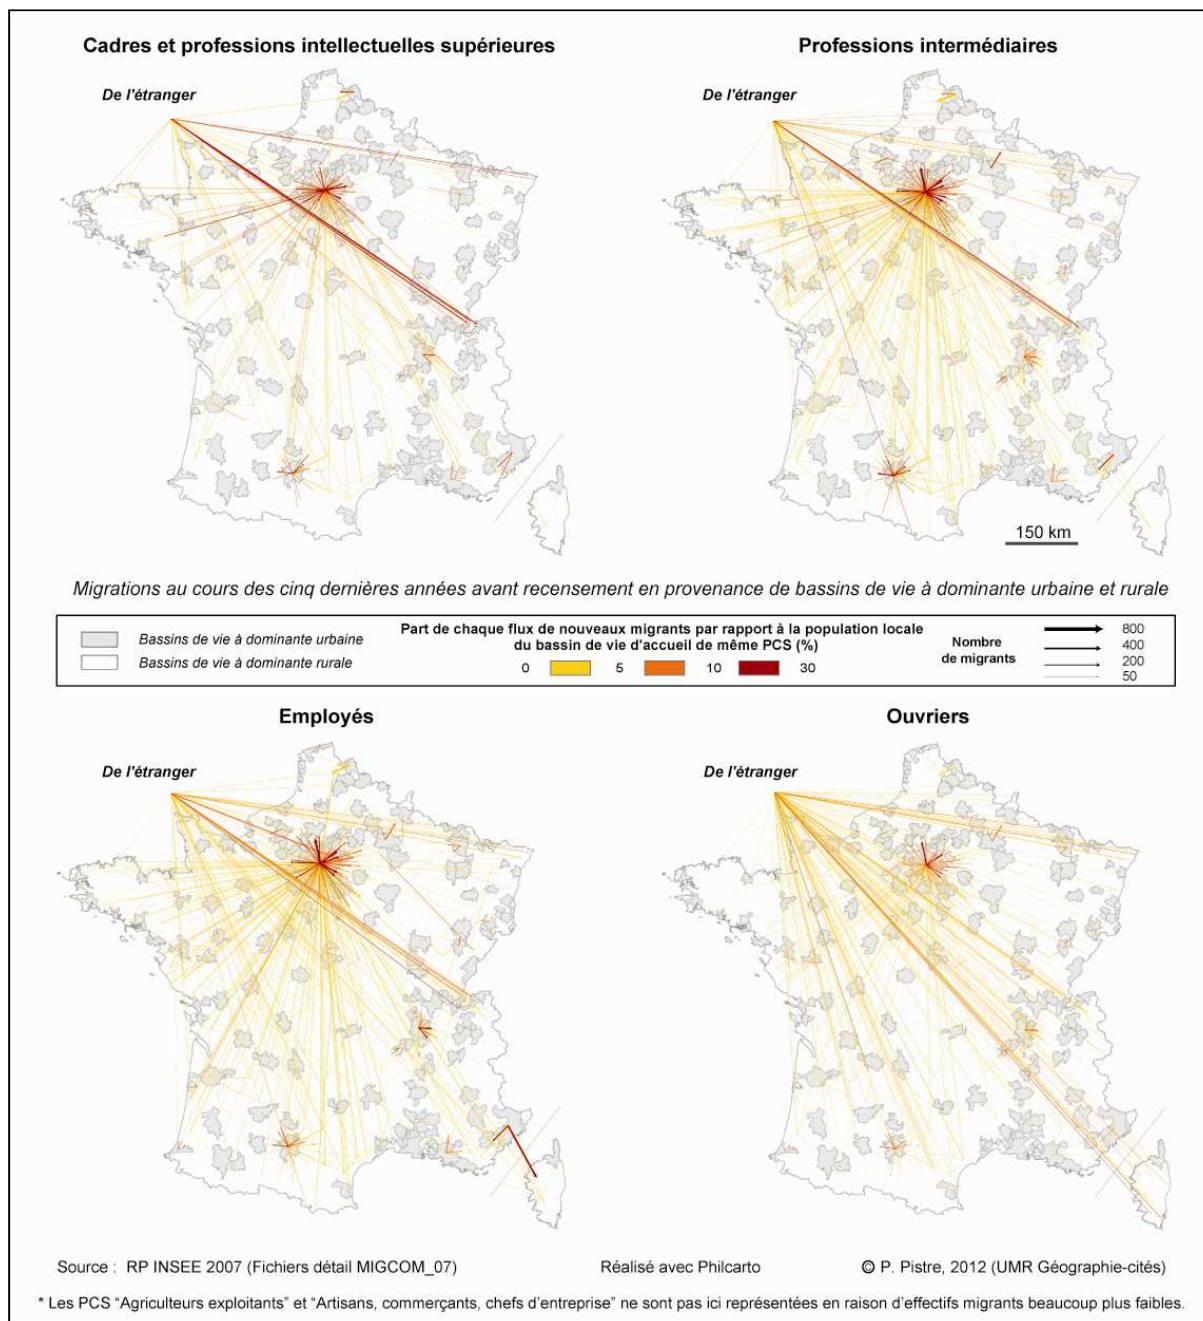 Cadres et professions intellectuelles supérieures
Professions intermédiaires
De l'étranger
De l'étranger
150 km
Migrations au cours des cinq dernières années avant recensement en provenance de bassins de vie à dominante urbaine et rurale
Bassins de vie à dominante urbaine
Bassins de vie à dominante rurale
Part de chaque flux de nouveaux migrants par rapport à la population locale
du bassin de vie d'accueil de même PCS (%)
0 5 10 30
Nombre
de migrants
800
400
200
50
Employés
Ouvriers
De l'étranger
De l'étranger
Source : RP INSEE 2007 (Fichiers détail MIGCOM_07)
Réalisé avec Philcarto
© P. Pistre, 2012 (UMR Géographie-cités)
* Les PCS “Agriculteurs exploitants” et “Artisans, commerçants, chefs d’entreprise” ne sont pas ici représentées en raison d’effectifs migrants beaucoup plus faibles.